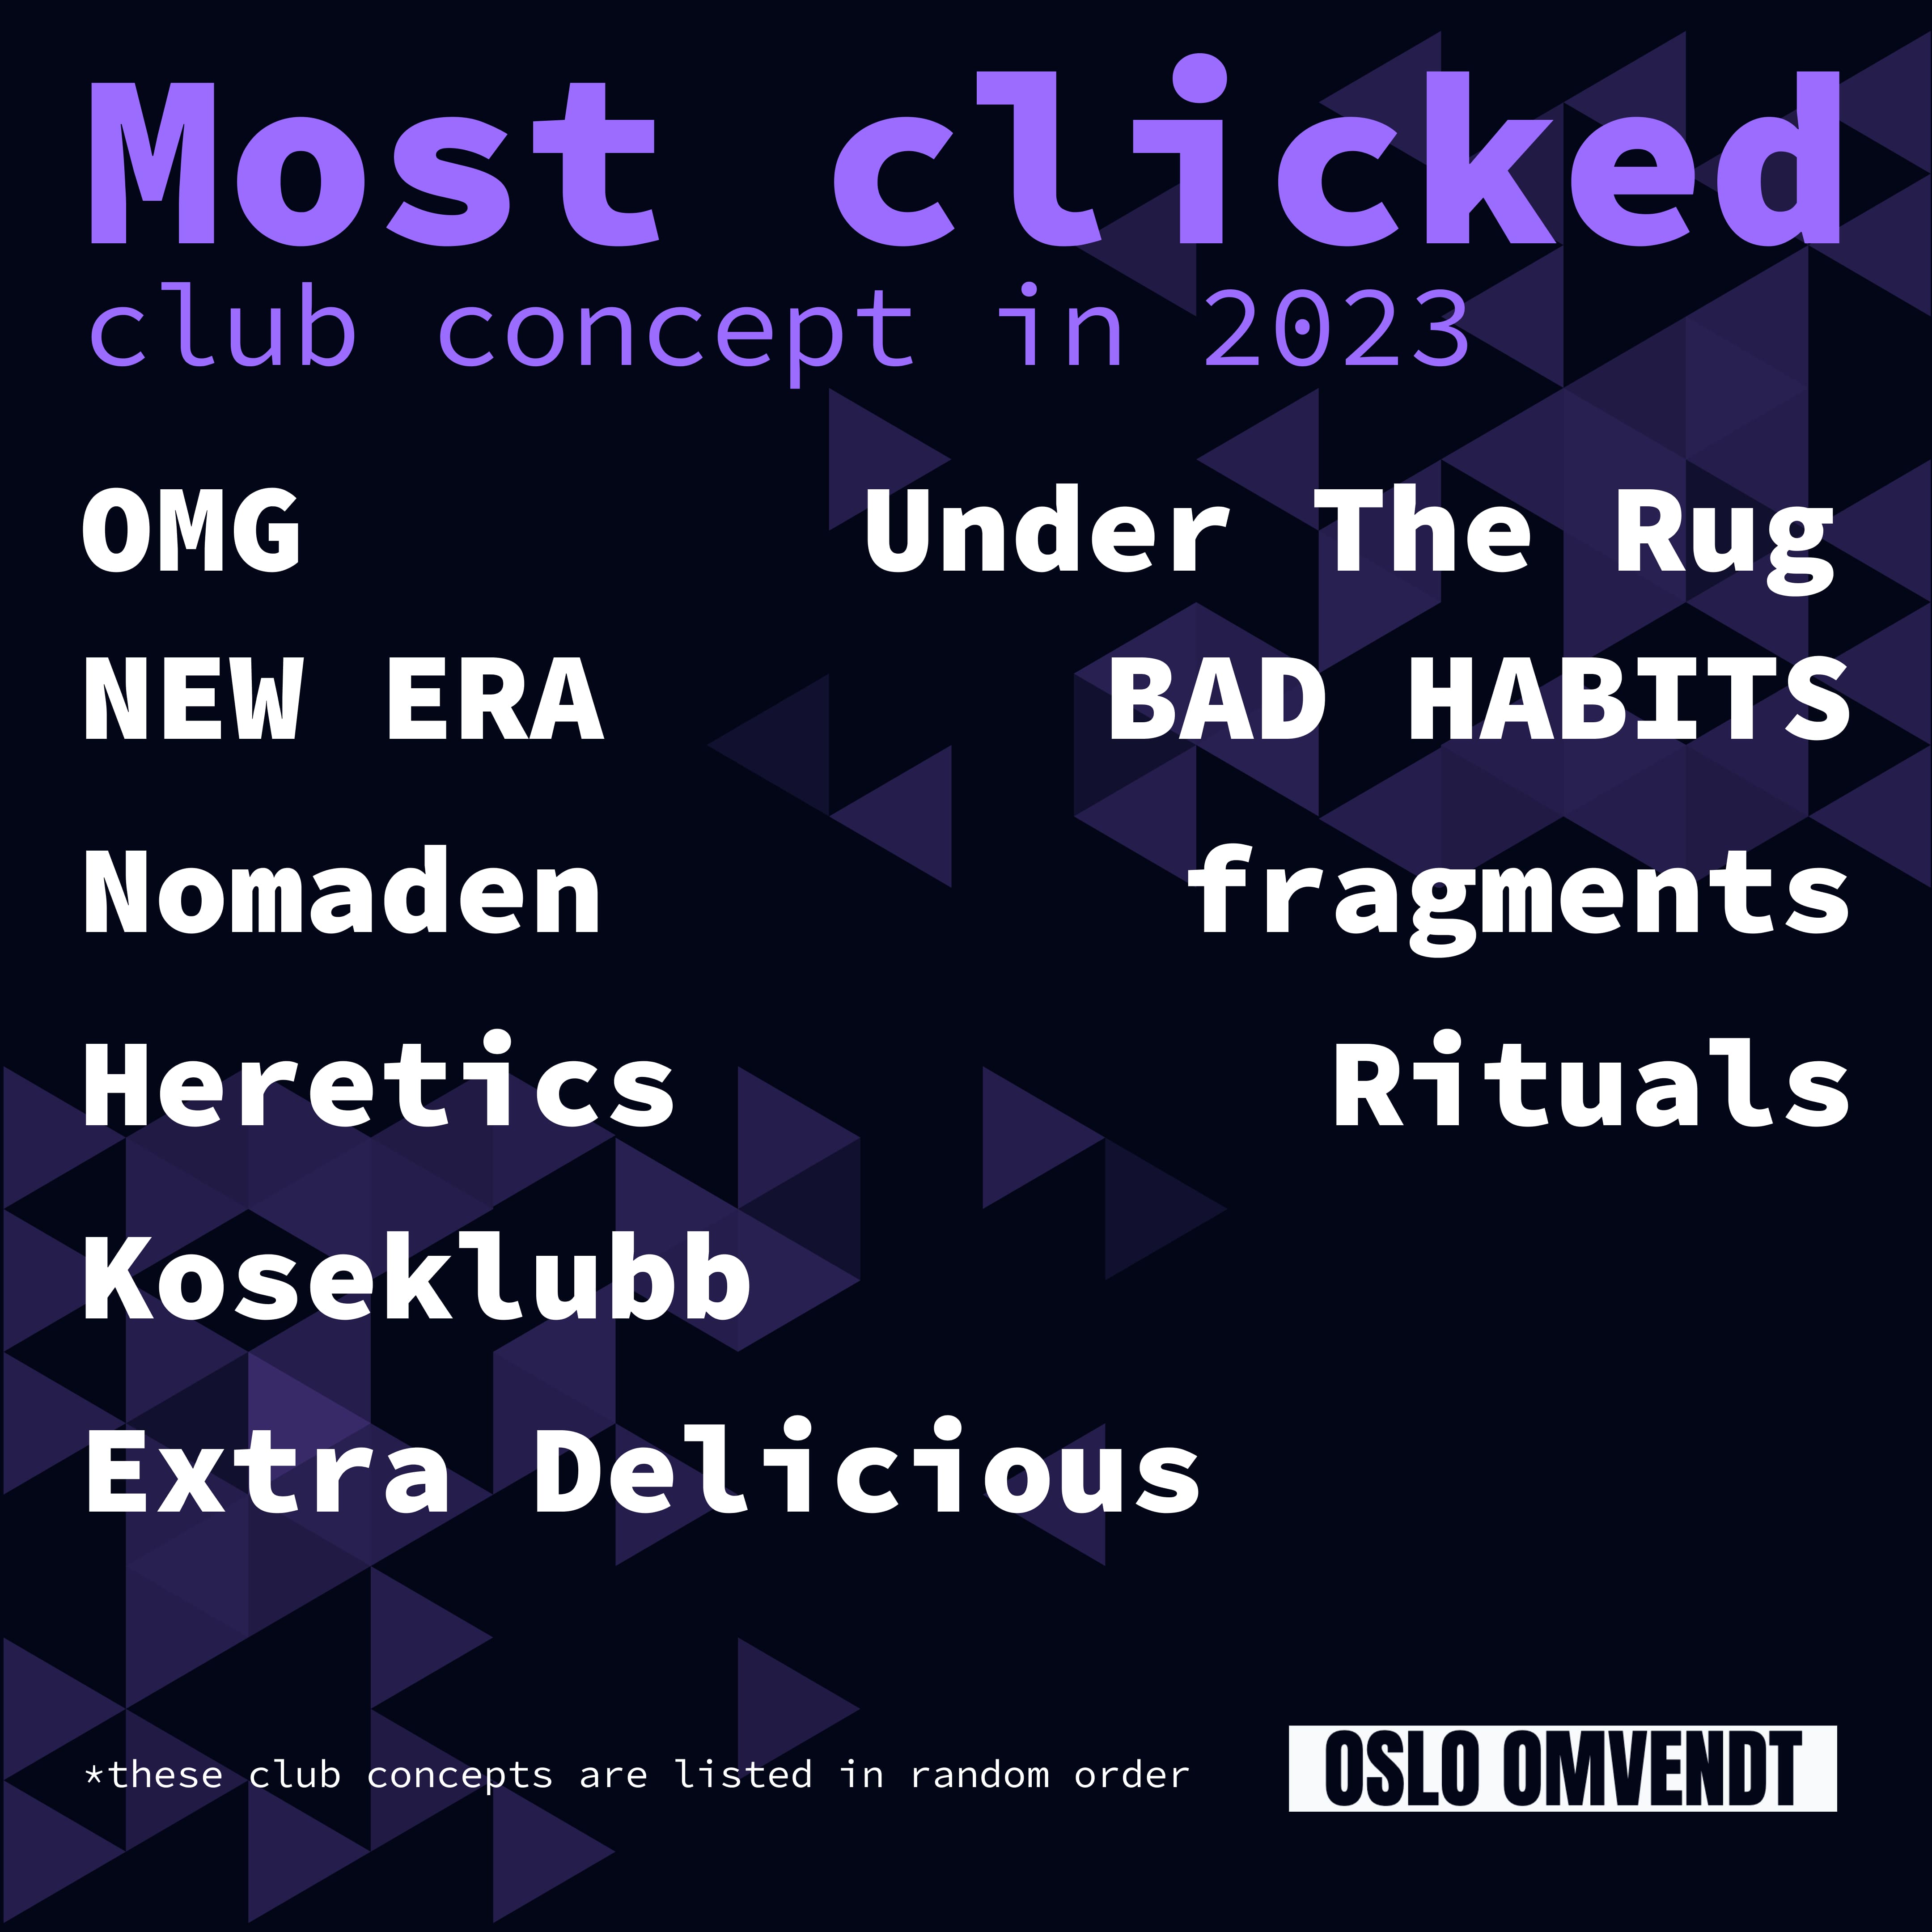 Most clicked
club concept in 2023
OMG
Under The Rug
NEW ERA
BAD HABITS
Nomaden
fragments
Heretics
Rituals
Koseklubb
Extra Delicious
*these club concepts are listed in random order
OSLO OMVENDT